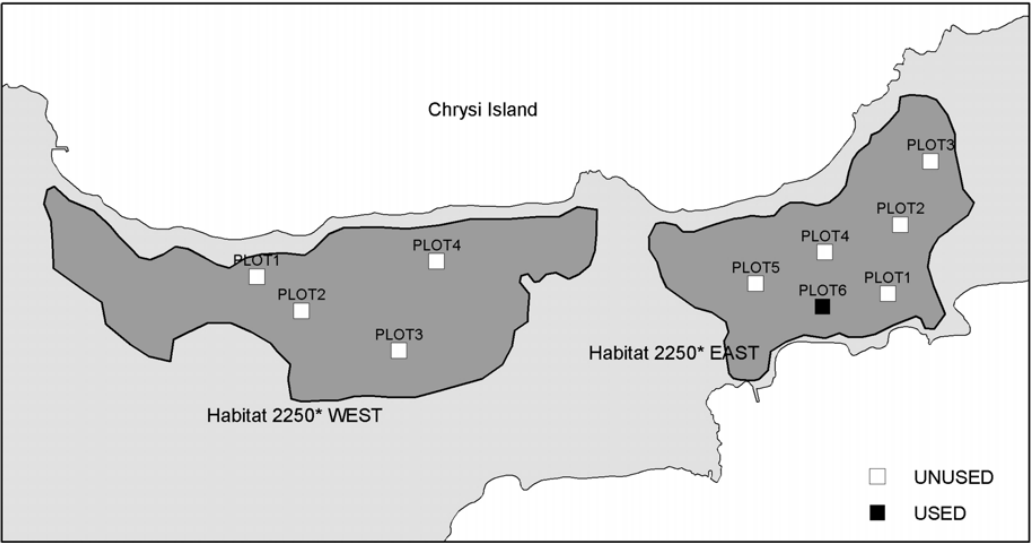 Chrysi Island
PLOT3
PLOT2
PLOT4
PLOT5
PLOT1
PLOT6
PLOT4
PLOT1
PLOT2
PLOT3
Habitat 2250* EAST
Habitat 2250* WEST
UNUSED
USED